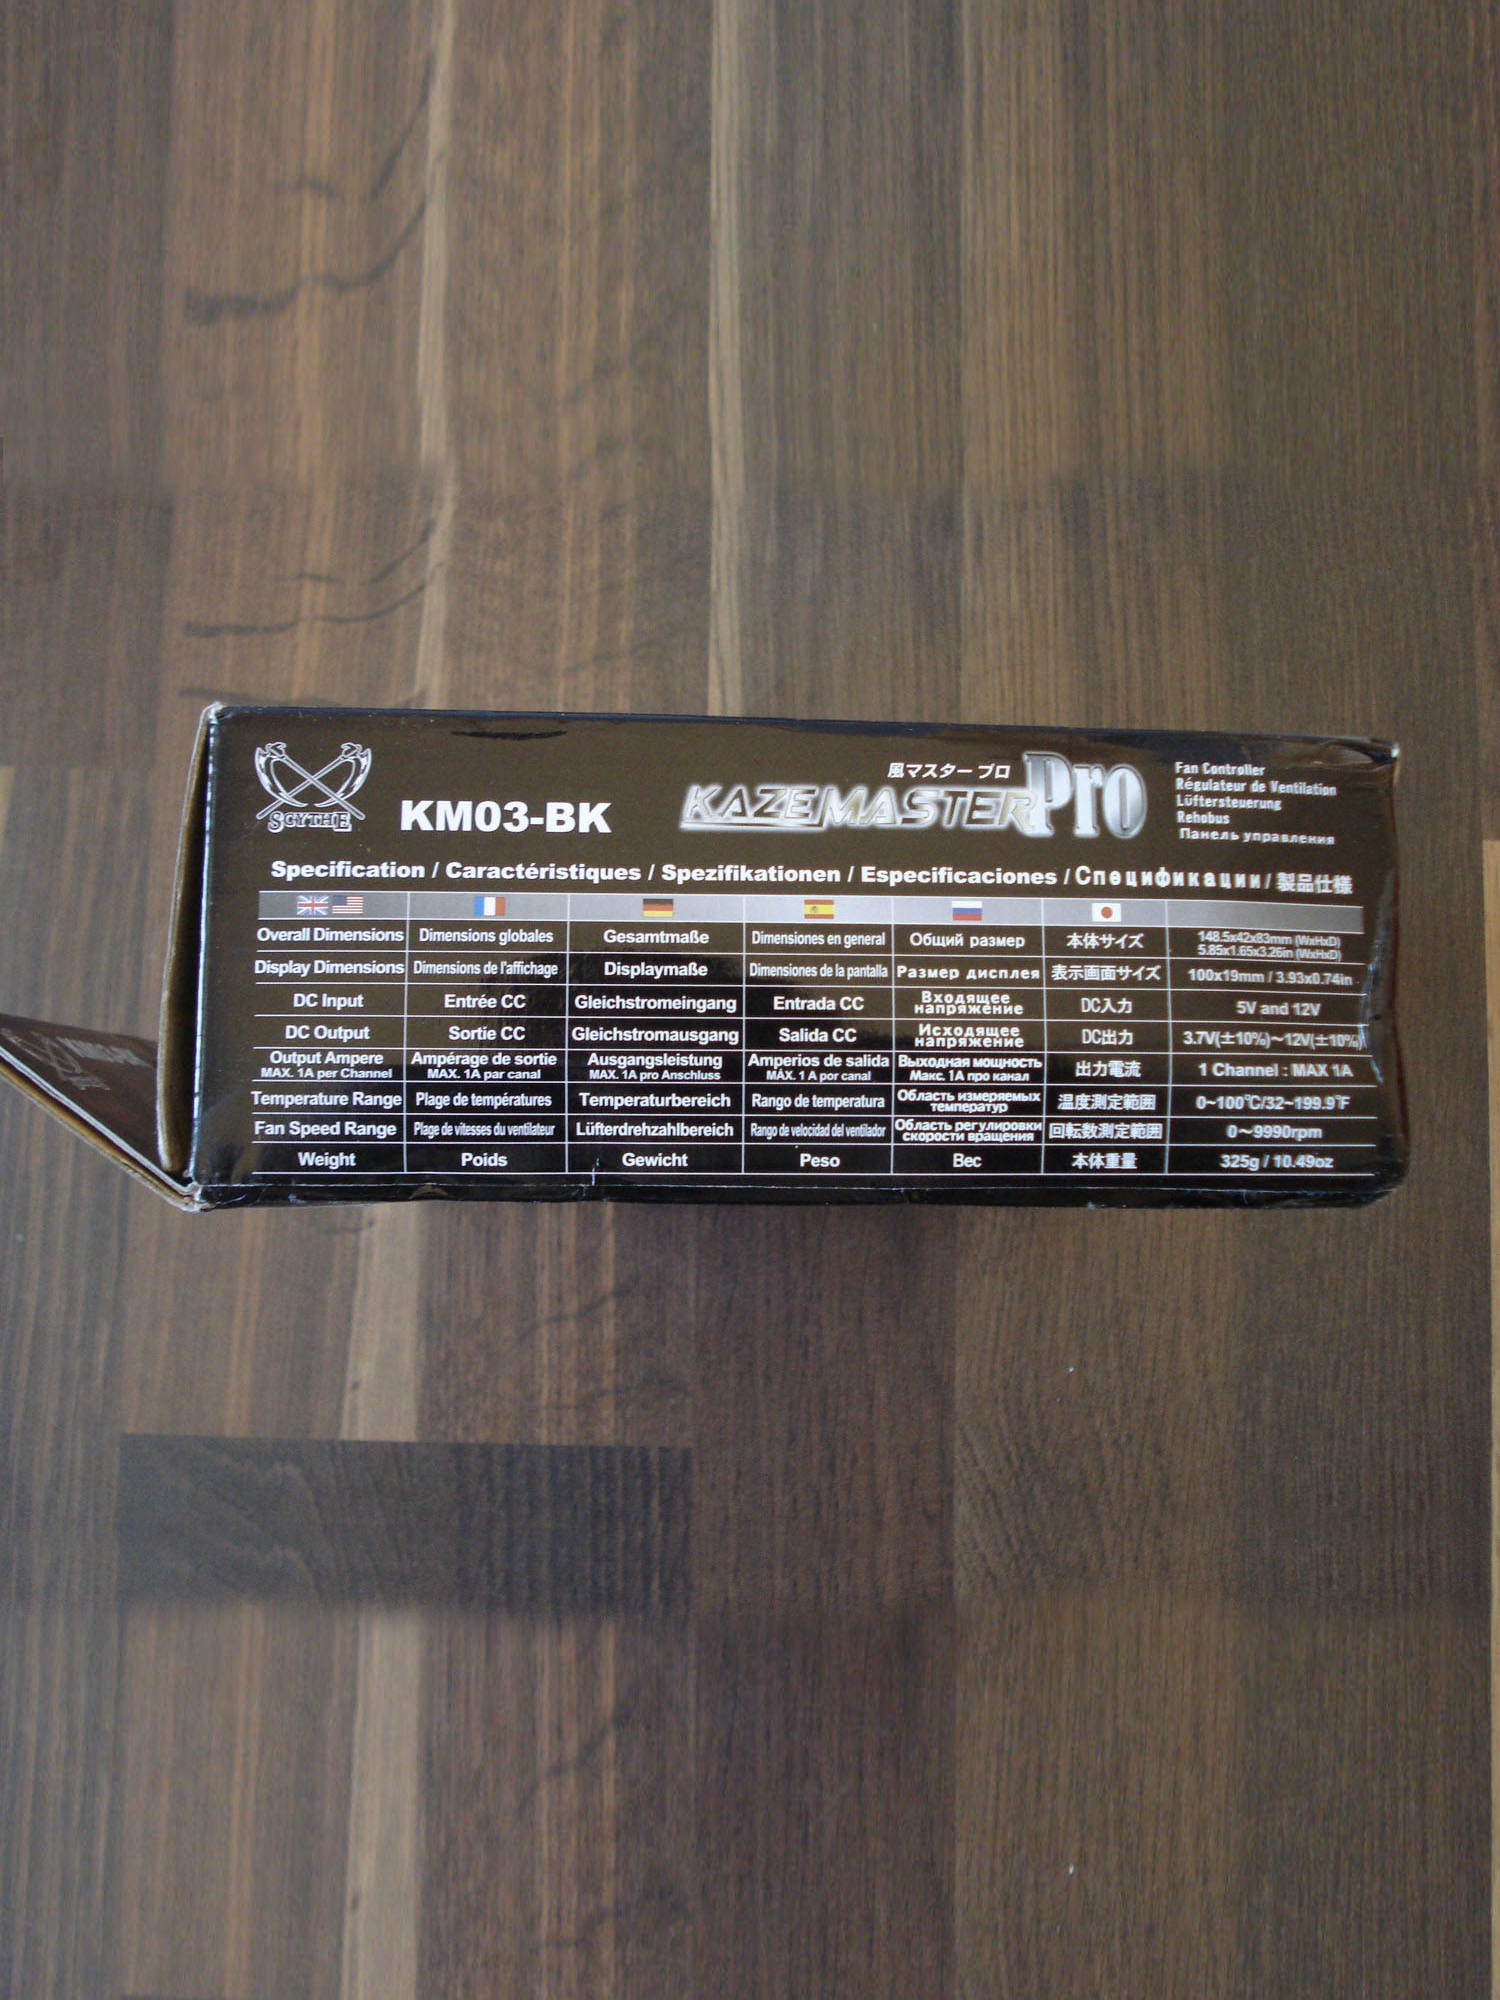 SCYTHE
KM03-BK
風マスター プロ
KAZE MASTER Pro
Fan Controller
Régulateur de Ventilation
Lüftersteuerung
Rehobus
Панель управления
Specification / Caractéristiques / Spezifikationen / Especificaciones / Спецификации / 製品仕様
Overall Dimensions Dimensions globales Gesamtmaße Dimensiones en general Общий размер 本体サイズ 148.5x42x83mm (WxHxD) 5.85x1.65x3.26in (WxHxD)
Display Dimensions Dimensions de l'affichage Displaymaße Dimensiones de la pantalla Размер дисплея 表示画面サイズ 100x19mm / 3.93x0.74in
DC Input Entrée CC Gleichstromeingang Entrada CC Входящее напряжение DC入力 5V and 12V
DC Output Sortie CC Gleichstromausgang Salida CC Исходящее напряжение DC出力 3.7V(±10%)~12V(±10%)
Output Ampere MAX. 1A per Channel Ampérage de sortie MAX. 1A par canal Ausgangsleistung MAX. 1A pro Anschluss Amperios de salida MÁX. 1 A por canal Выходная мощность Макс. 1А про канал 出力電流 1 Channel : MAX 1A
Temperature Range Plage de températures Temperaturbereich Rango de temperatura Область измеряемых температур 温度測定範囲 0~100℃/32~199.9℉
Fan Speed Range Plage de vitesses du ventilateur Lüfterdrehzahlbereich Rango de velocidad del ventilador Область регулировки скорости вращения 回転数測定範囲 0~9990rpm
Weight Poids Gewicht Peso Вес 本体重量 325g / 10.49oz